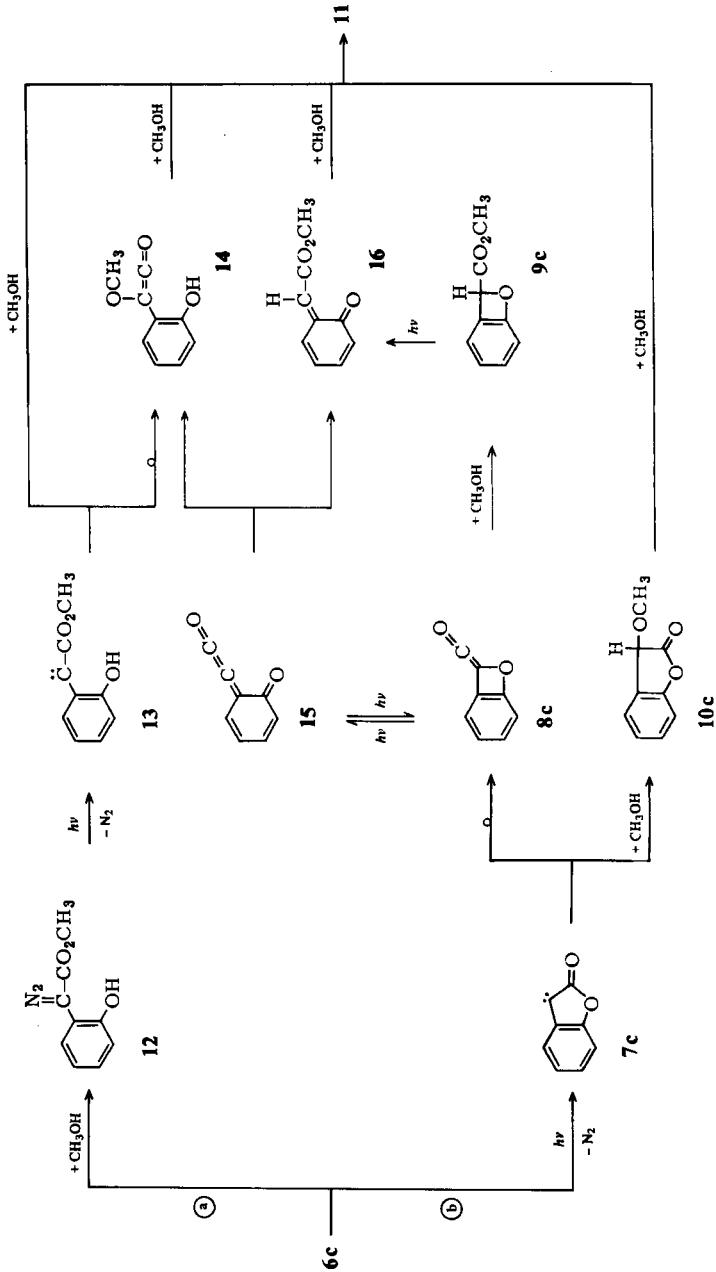 + CH₃OH
N₂
C–CO₂CH₃
OH
12
hν
– N₂
C̈–CO₂CH₃
OH
13
+ CH₃OH
OCH₃
C=C=O
OH
14
+ CH₃OH
6c
a
b
C
C
O
O
15
hν
hν
C
O
O
8c
+ CH₃OH
H
C
CO₂CH₃
O
16
+ CH₃OH
hν
H
CO₂CH₃
O
9c
11
hν
– N₂
O
O
7c
+ CH₃OH
H
OCH₃
O
O
10c
+ CH₃OH